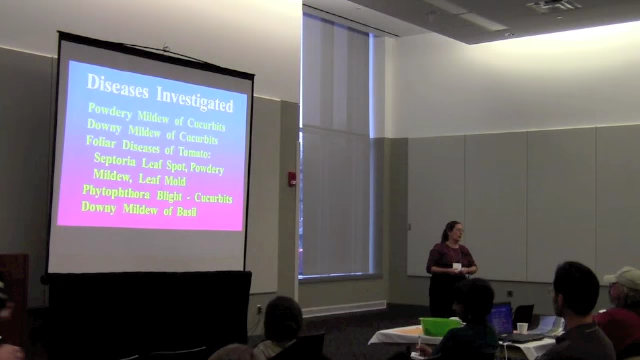 Diseases Investigated
Powdery Mildew of Cucurbits
Downy Mildew of Cucurbits
Foliar Diseases of Tomato:
Septoria Leaf Spot, Powdery
Mildew, Leaf Mold
Phytophthora Blight - Cucurbits
Downy Mildew of Basil